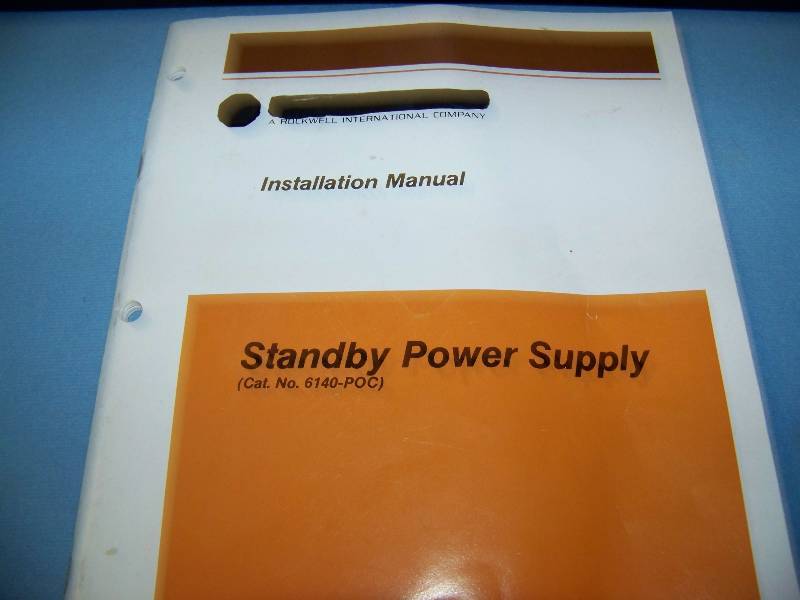 A ROCKWELL INTERNATIONAL COMPANY
Installation Manual
Standby Power Supply
(Cat. No. 6140-POC)